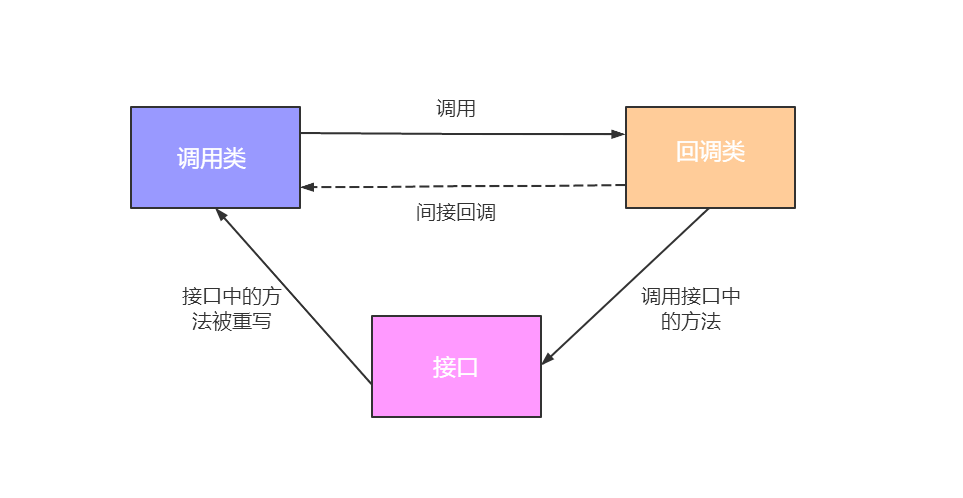 调用
调用类
回调类
间接回调
接口中的方
法被重写
调用接口中
的方法
接口